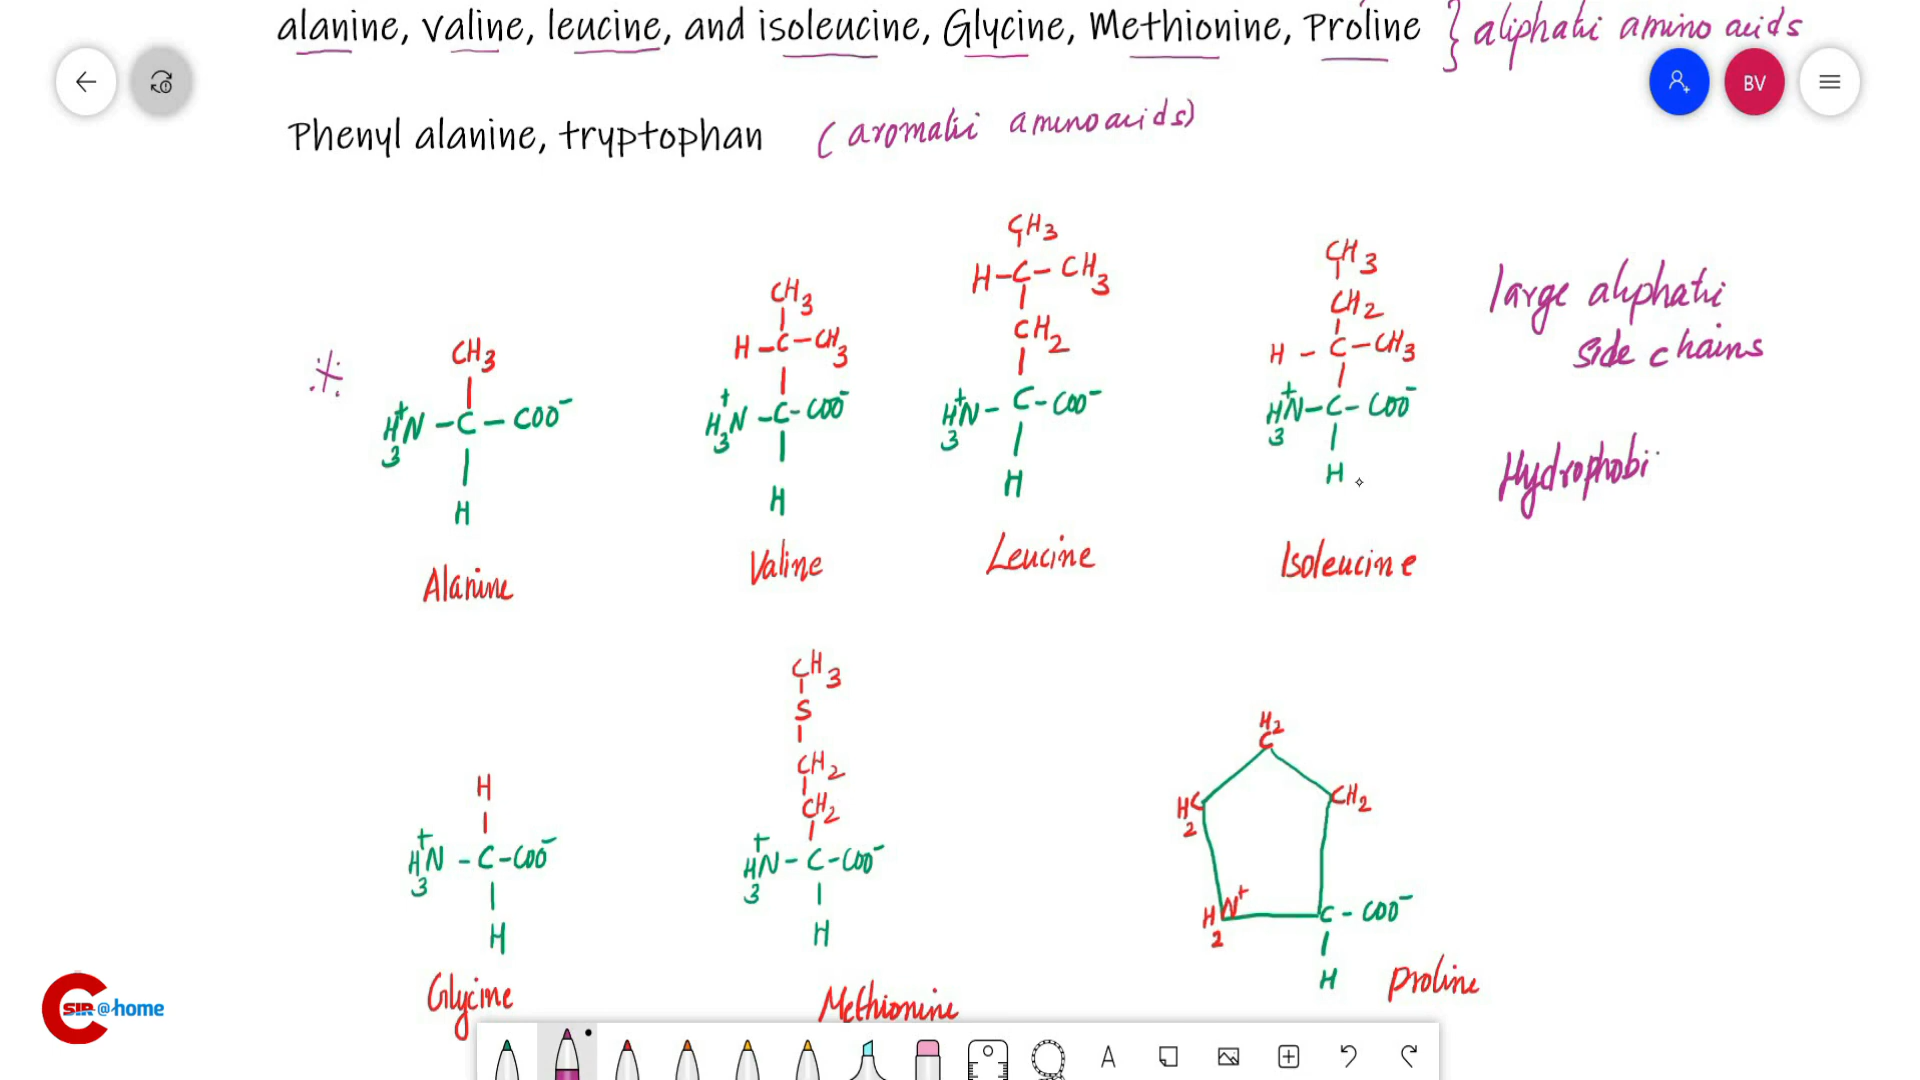 alanine, valine, leucine, and isoleucine, Glycine, Methionine, Proline } aliphatic amino acids
BV
Phenyl alanine, tryptophan (aromatic amino acids)
CH3
H-C-CH3
CH2
H3N+-C-COO-
H
Leucine
CH3
CH2
H-C-CH3
H3N+-C-COO-
H
Isoleucine
large aliphatic
side chains
Hydrophobi
CH3
H-C-CH3
H3N+-C-COO-
H
Valine
CH3
H3N+-C-COO-
H
Alanine
CH3
S
CH2
CH2
H3N+-C-COO-
H
Methionine
H
H3N+-C-COO-
H
Glycine
H2C
H2C
CH2
H2N+
C-COO-
H
Proline
CSIR@home
A